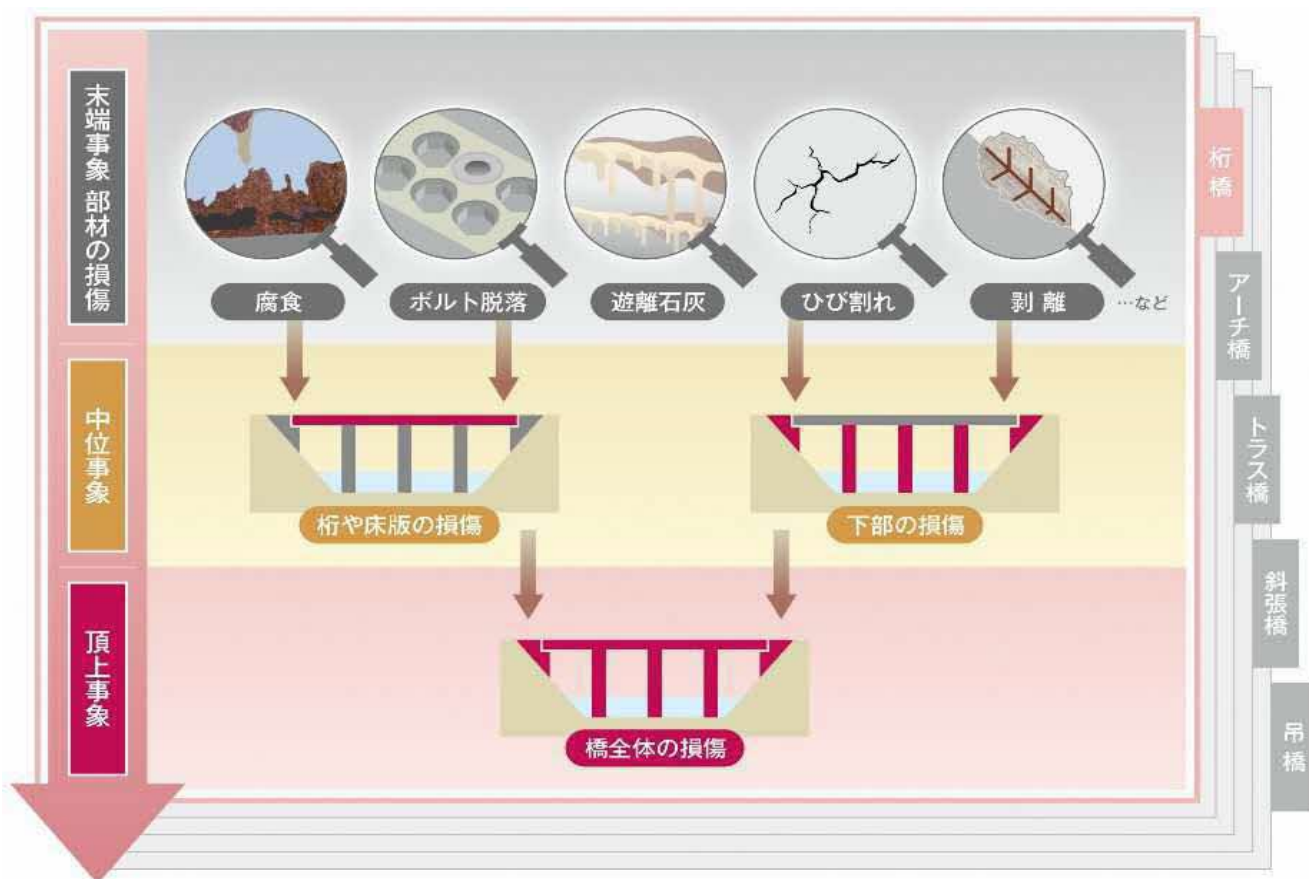 末端事象 部材の損傷
腐食
ボルト脱落
遊離石灰
ひび割れ
剥離
…など
中位事象
桁や床版の損傷
下部の損傷
頂上事象
橋全体の損傷
桁橋
アーチ橋
トラス橋
斜張橋
吊橋